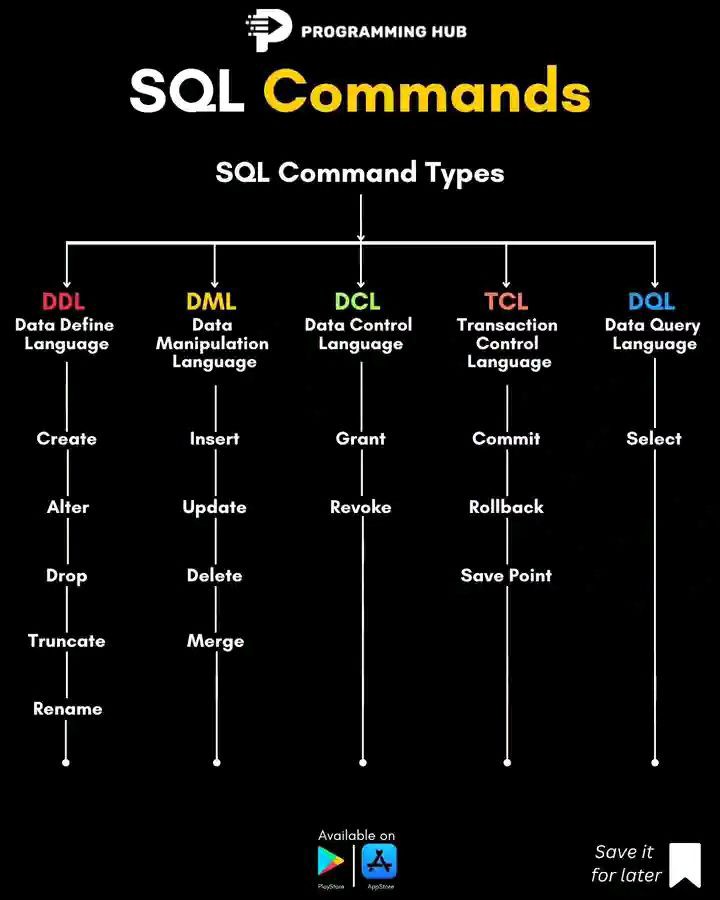 PROGRAMMING HUB
SQL Commands
SQL Command Types
DDL
Data Define
Language
Create
Alter
Drop
Truncate
Rename
DML
Data
Manipulation
Language
Insert
Update
Delete
Merge
DCL
Data Control
Language
Grant
Revoke
TCL
Transaction
Control
Language
Commit
Rollback
Save Point
DQL
Data Query
Language
Select
Available on
PlayStore
AppStore
Save it
for later